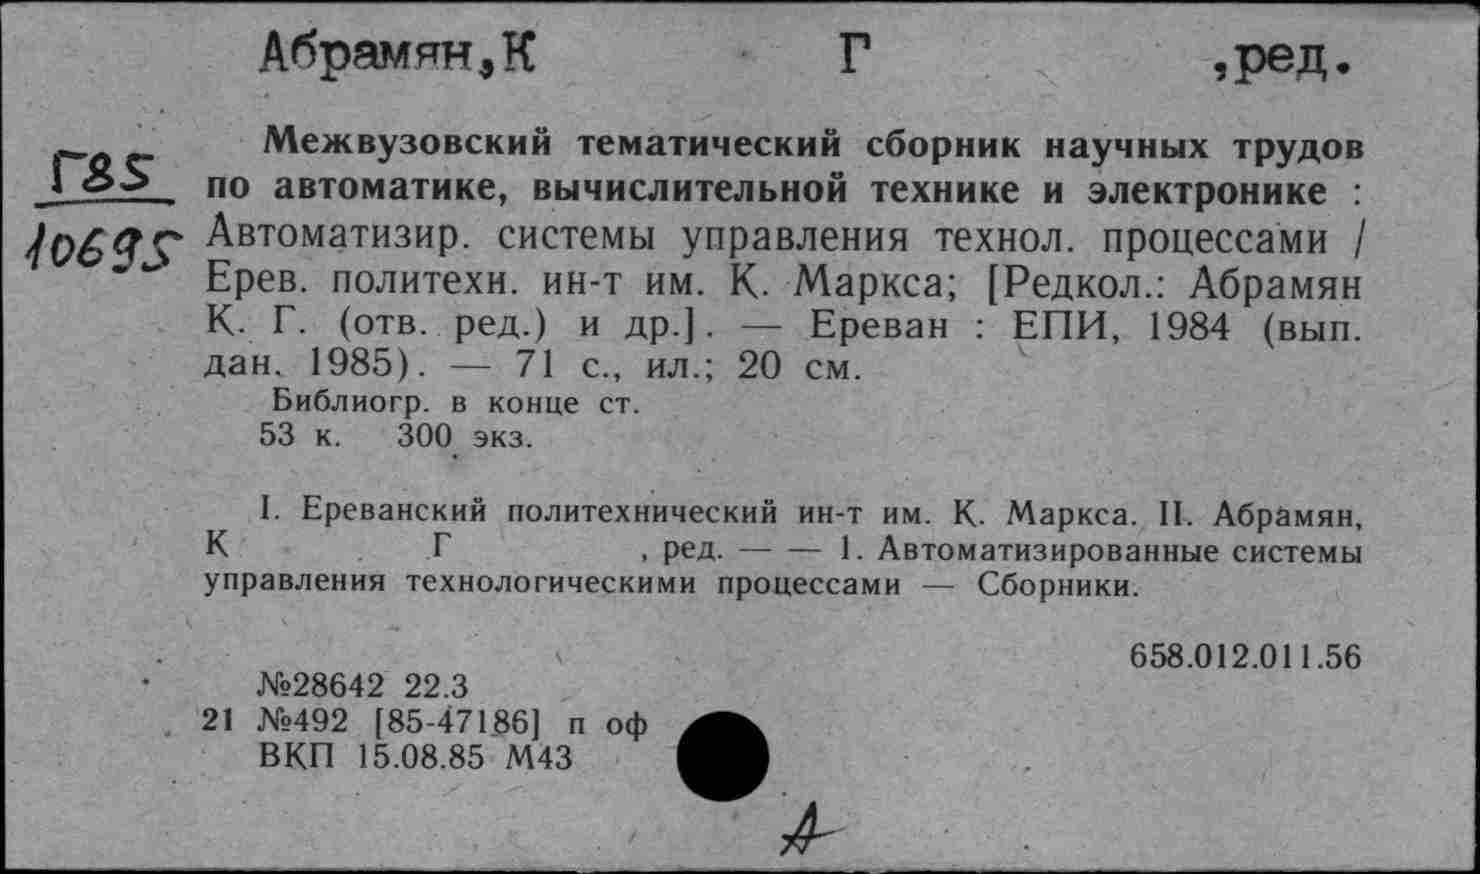 Абрамян,К Г ,ред.
Г85
10695
Межвузовский тематический сборник научных трудов
по автоматике, вычислительной технике и электронике :
Автоматизир. системы управления технол. процессами /
Ерев. политехн. ин-т им. К. Маркса; [Редкол.: Абрамян
К. Г. (отв. ред.) и др.]. — Ереван : ЕПИ, 1984 (вып.
дан. 1985). — 71 с., ил.; 20 см.
Библиогр. в конце ст.
53 к. 300 экз.
I. Ереванский политехнический ин-т им. К. Маркса. II. Абрамян,
К Г , ред. — — 1. Автоматизированные системы
управления технологическими процессами — Сборники.
658.012.011.56
№28642 22.3
21 №492 [85-47186] п оф
ВКП 15.08.85 М43
А